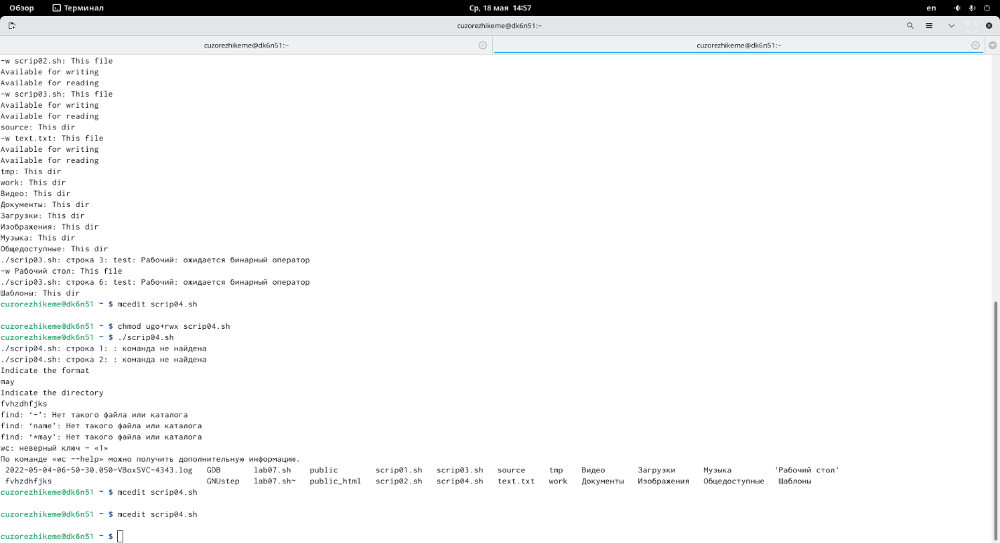 Обзор Терминал Ср, 18 мая 14:57 en
cuzorezhikeme@dk6n51:~
cuzorezhikeme@dk6n51:~ cuzorezhikeme@dk6n51:~
-w scrip02.sh: This file
Available for writing
Available for reading
-w scrip03.sh: This file
Available for writing
Available for reading
source: This dir
-w text.txt: This file
Available for writing
Available for reading
tmp: This dir
work: This dir
Видео: This dir
Документы: This dir
Загрузки: This dir
Изображения: This dir
Музыка: This dir
Общедоступные: This dir
./scrip03.sh: строка 3: test: Рабочий: ожидается бинарный оператор
-w Рабочий стол: This file
./scrip03.sh: строка 6: test: Рабочий: ожидается бинарный оператор
Шаблоны: This dir
cuzorezhikeme@dk6n51 ~ $ mcedit scrip04.sh
cuzorezhikeme@dk6n51 ~ $ chmod ugo+rwx scrip04.sh
cuzorezhikeme@dk6n51 ~ $ ./scrip04.sh
./scrip04.sh: строка 1: : команда не найдена
./scrip04.sh: строка 2: : команда не найдена
Indicate the format
may
Indicate the directory
fvhzdhfjks
find: ‘-’: Нет такого файла или каталога
find: ‘name’: Нет такого файла или каталога
find: ‘*may’: Нет такого файла или каталога
wc: неверный ключ — «1»
По команде «wc --help» можно получить дополнительную информацию.
2022-05-04-06-50-30.050-VBoxSVC-4343.log GDB lab07.sh public scrip01.sh scrip03.sh source tmp Видео Загрузки Музыка 'Рабочий стол'
fvhzdhfjks GNUstep lab07.sh~ public_html scrip02.sh scrip04.sh text.txt work Документы Изображения Общедоступные Шаблоны
cuzorezhikeme@dk6n51 ~ $ mcedit scrip04.sh
cuzorezhikeme@dk6n51 ~ $ mcedit scrip04.sh
cuzorezhikeme@dk6n51 ~ $